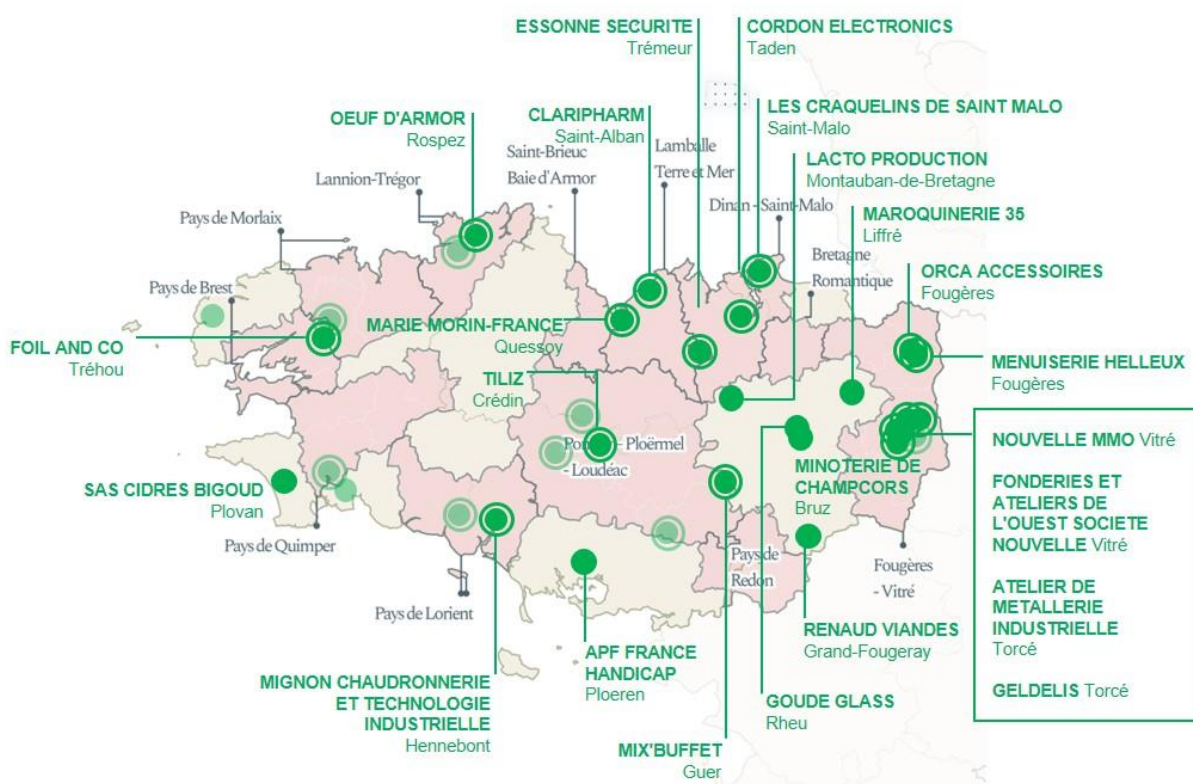 ESSONNE SECURITE
Trémeur
CORDON ELECTRONICS
Taden
OEUF D'ARMOR
Rospez
CLARIPHARM
Saint-Alban
LES CRAQUELINS DE SAINT MALO
Saint-Malo
Saint-Brieuc
Baie d'Armor
Lamballe
Terre et Mer
LACTO PRODUCTION
Montauban-de-Bretagne
Lannion-Trégor
Dinan - Saint-Malo
MAROQUINERIE 35
Liffré
Pays de Morlaix
Bretagne
Romantique
ORCA ACCESSOIRES
Fougères
Pays de Brest
MARIE MORIN-FRANCE
Quessoy
FOIL AND CO
Tréhou
MENUISERIE HELLEUX
Fougères
TILIZ
Crédin
- Ploërmel
- Loudéac
NOUVELLE MMO Vitré
FONDERIES ET
ATELIERS DE
L'OUEST SOCIETE
NOUVELLE Vitré
ATELIER DE
METALLERIE
INDUSTRIELLE
Torcé
GELDELIS Torcé
MINOTERIE DE
CHAMPCORS
Bruz
SAS CIDRES BIGOUD
Plovan
Pays de Quimper
Pays de
Redon
Fougères
- Vitré
Pays de Lorient
RENAUD VIANDES
Grand-Fougeray
APF FRANCE
HANDICAP
Ploeren
MIGNON CHAUDRONNERIE
ET TECHNOLOGIE
INDUSTRIELLE
Hennebont
GOUDE GLASS
Rheu
MIX'BUFFET
Guer